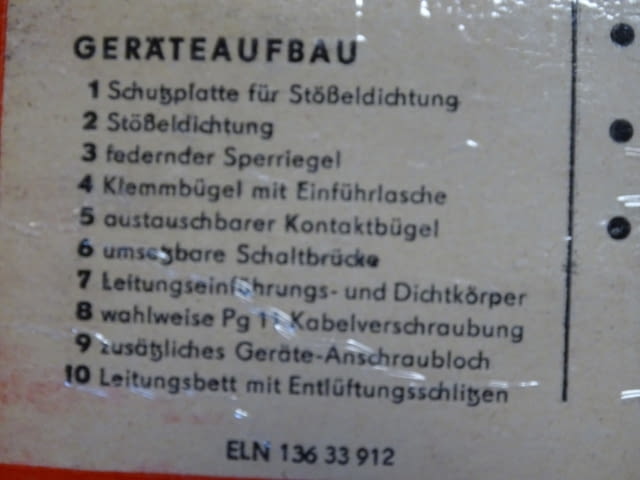 GERÄTEAUFBAU
1 Schutzplatte für Stößeldichtung
2 Stößeldichtung
3 federnder Sperriegel
4 Klemmbügel mit Einführlasche
5 austauschbarer Kontaktbügel
6 umsetzbare Schaltbrücke
7 Leitungseinführungs- und Dichtkörper
8 wahlweise Pg 11 Kabelverschraubung
9 zusätzliches Geräte-Anschraubloch
10 Leitungsbett mit Entlüftungsschlitzen
ELN 136 33 912